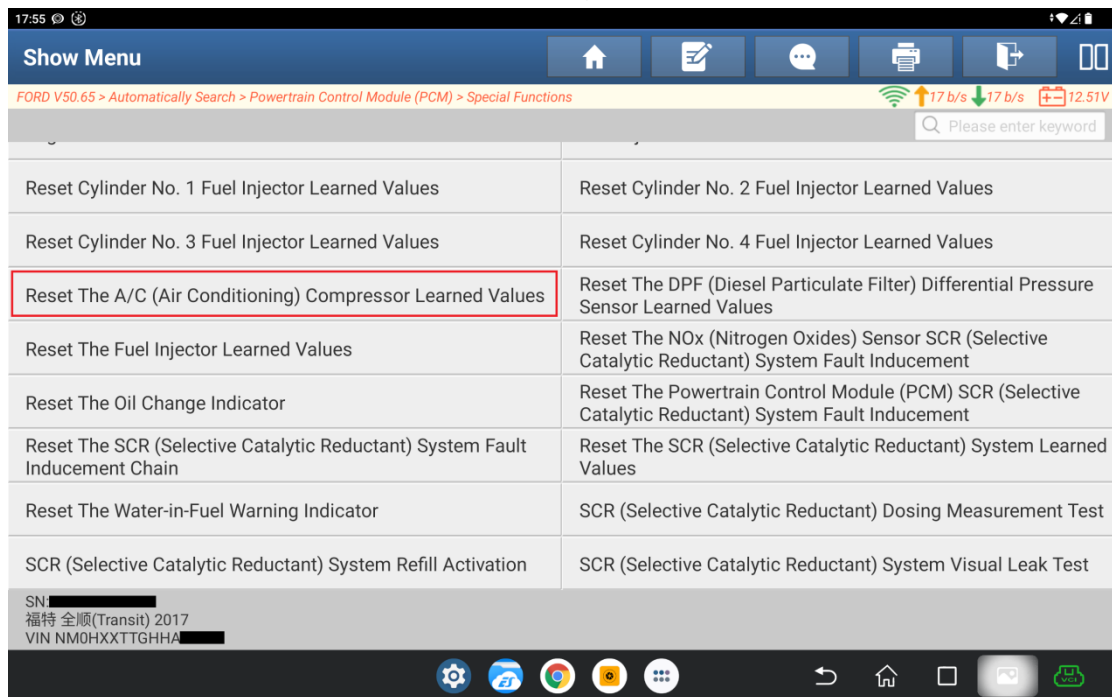 17:55
Show Menu
FORD V50.65 > Automatically Search > Powertrain Control Module (PCM) > Special Functions
17 b/s 17 b/s 12.51V
Please enter keyword
Reset Cylinder No. 1 Fuel Injector Learned Values
Reset Cylinder No. 2 Fuel Injector Learned Values
Reset Cylinder No. 3 Fuel Injector Learned Values
Reset Cylinder No. 4 Fuel Injector Learned Values
Reset The A/C (Air Conditioning) Compressor Learned Values
Reset The DPF (Diesel Particulate Filter) Differential Pressure
Sensor Learned Values
Reset The Fuel Injector Learned Values
Reset The NOx (Nitrogen Oxides) Sensor SCR (Selective
Catalytic Reductant) System Fault Inducement
Reset The Oil Change Indicator
Reset The Powertrain Control Module (PCM) SCR (Selective
Catalytic Reductant) System Fault Inducement
Reset The SCR (Selective Catalytic Reductant) System Fault
Inducement Chain
Reset The SCR (Selective Catalytic Reductant) System Learned
Values
Reset The Water-in-Fuel Warning Indicator
SCR (Selective Catalytic Reductant) Dosing Measurement Test
SCR (Selective Catalytic Reductant) System Refill Activation
SCR (Selective Catalytic Reductant) System Visual Leak Test
SN:
福特 全顺(Transit) 2017
VIN NM0HXXTTGHHA
ES
VCI